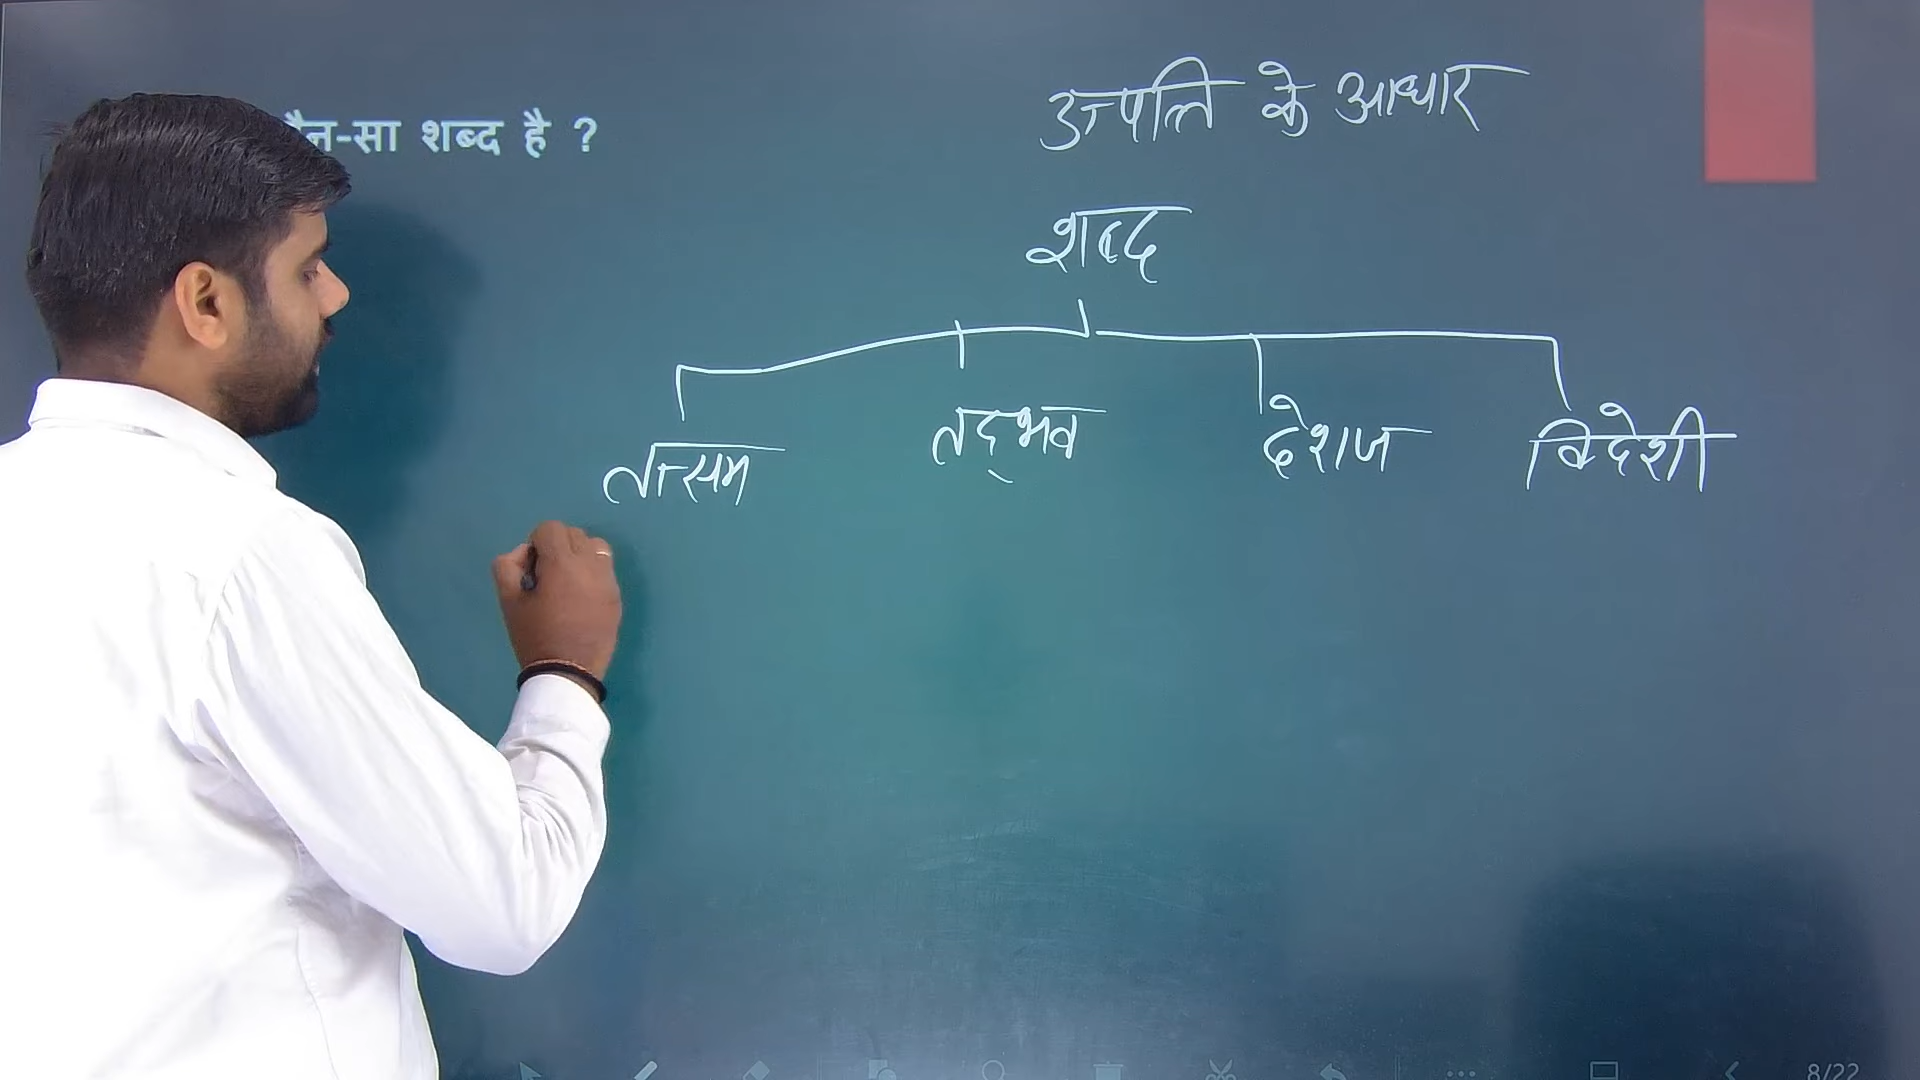 उत्पत्ति के आधार
कौन-सा शब्द है ?
शब्द
तत्सम तद्भव देशज विदेशी
8/22